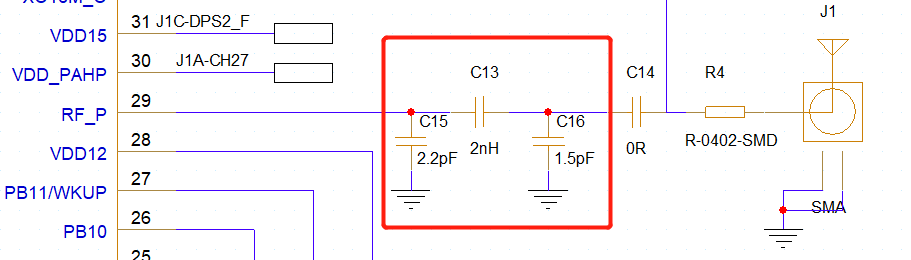 J1
31 J1C-DPS2_F
VDD15
30 J1A-CH27
VDD_PAHP
C13
C14
R4
29
RF_P
C15
C16
2.2pF
2nH
1.5pF
0R
R-0402-SMD
28
VDD12
27
PB11/WKUP
SMA
26
PB10
25